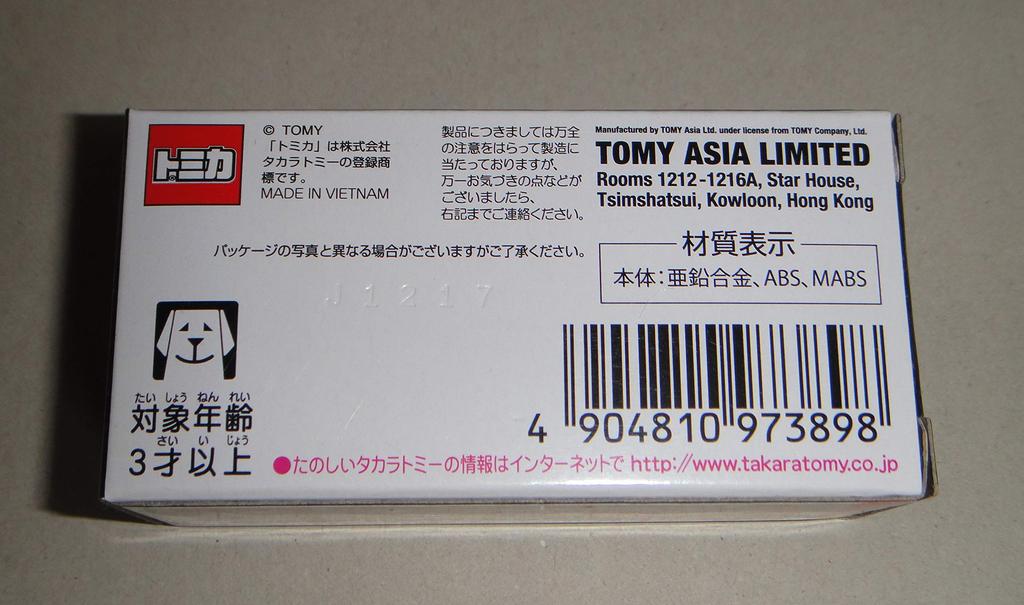 トミカ
© TOMY
「トミカ」は株式会社
タカラトミーの登録商
標です。
MADE IN VIETNAM
製品につきましては万全
の注意をはらって製造に
当たっておりますが、
万一お気づきの点などが
ございましたら、
右記までご連絡ください。
Manufactured by TOMY Asia Ltd. under license from TOMY Company, Ltd.
TOMY ASIA LIMITED
Rooms 1212-1216A, Star House,
Tsimshatsui, Kowloon, Hong Kong
パッケージの写真と異なる場合がございますがご了承ください。
材質表示
本体：亜鉛合金、ABS、MABS
J1217
たい しょう ねん れい
対象年齢
さい い じょう
3才以上
4 904810 973898
●たのしいタカラトミーの情報はインターネットで http://www.takaratomy.co.jp